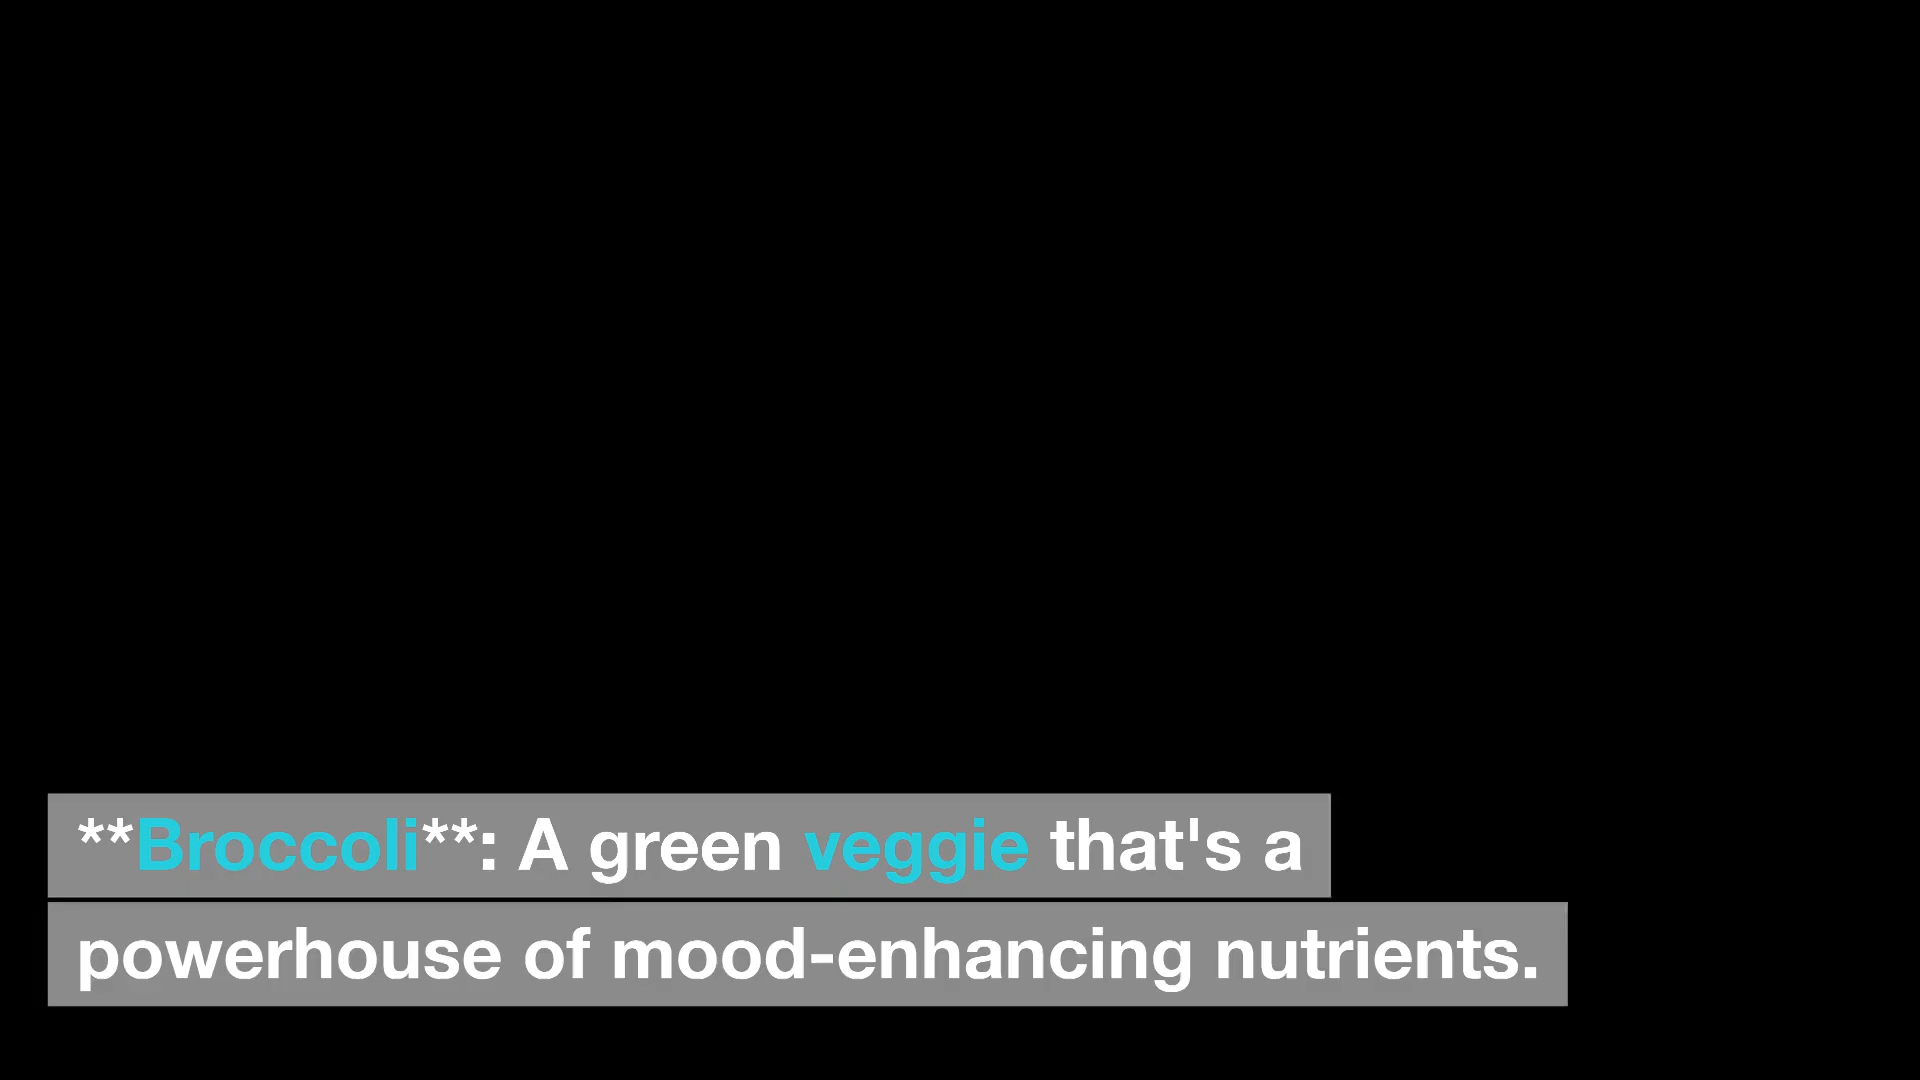 **Broccoli**: A green veggie that's a
powerhouse of mood-enhancing nutrients.